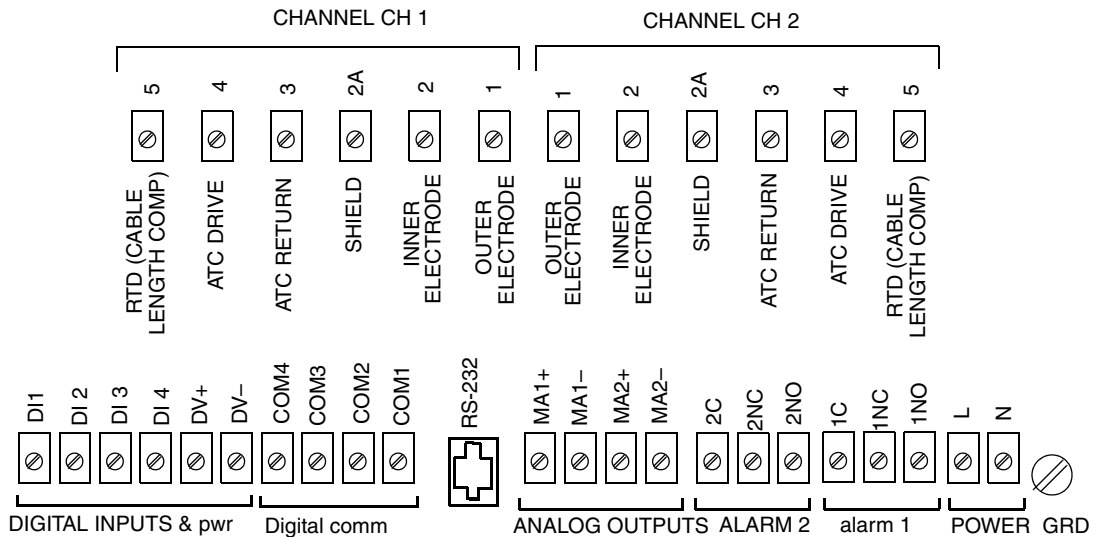 CHANNEL CH 1
CHANNEL CH 2
5
4
3
2A
2
1
1
2
2A
3
4
5
RTD (CABLE
LENGTH COMP)
ATC DRIVE
ATC RETURN
SHIELD
INNER
ELECTRODE
OUTER
ELECTRODE
OUTER
ELECTRODE
INNER
ELECTRODE
SHIELD
ATC RETURN
ATC DRIVE
RTD (CABLE
LENGTH COMP)
DI1
DI 2
DI 3
DI 4
DV+
DV–
COM4
COM3
COM2
COM1
RS-232
MA1+
MA1–
MA2+
MA2–
2C
2NC
2NO
1C
1NC
1NO
L
N
DIGITAL INPUTS & pwr
Digital comm
ANALOG OUTPUTS
ALARM 2
alarm 1
POWER
GRD